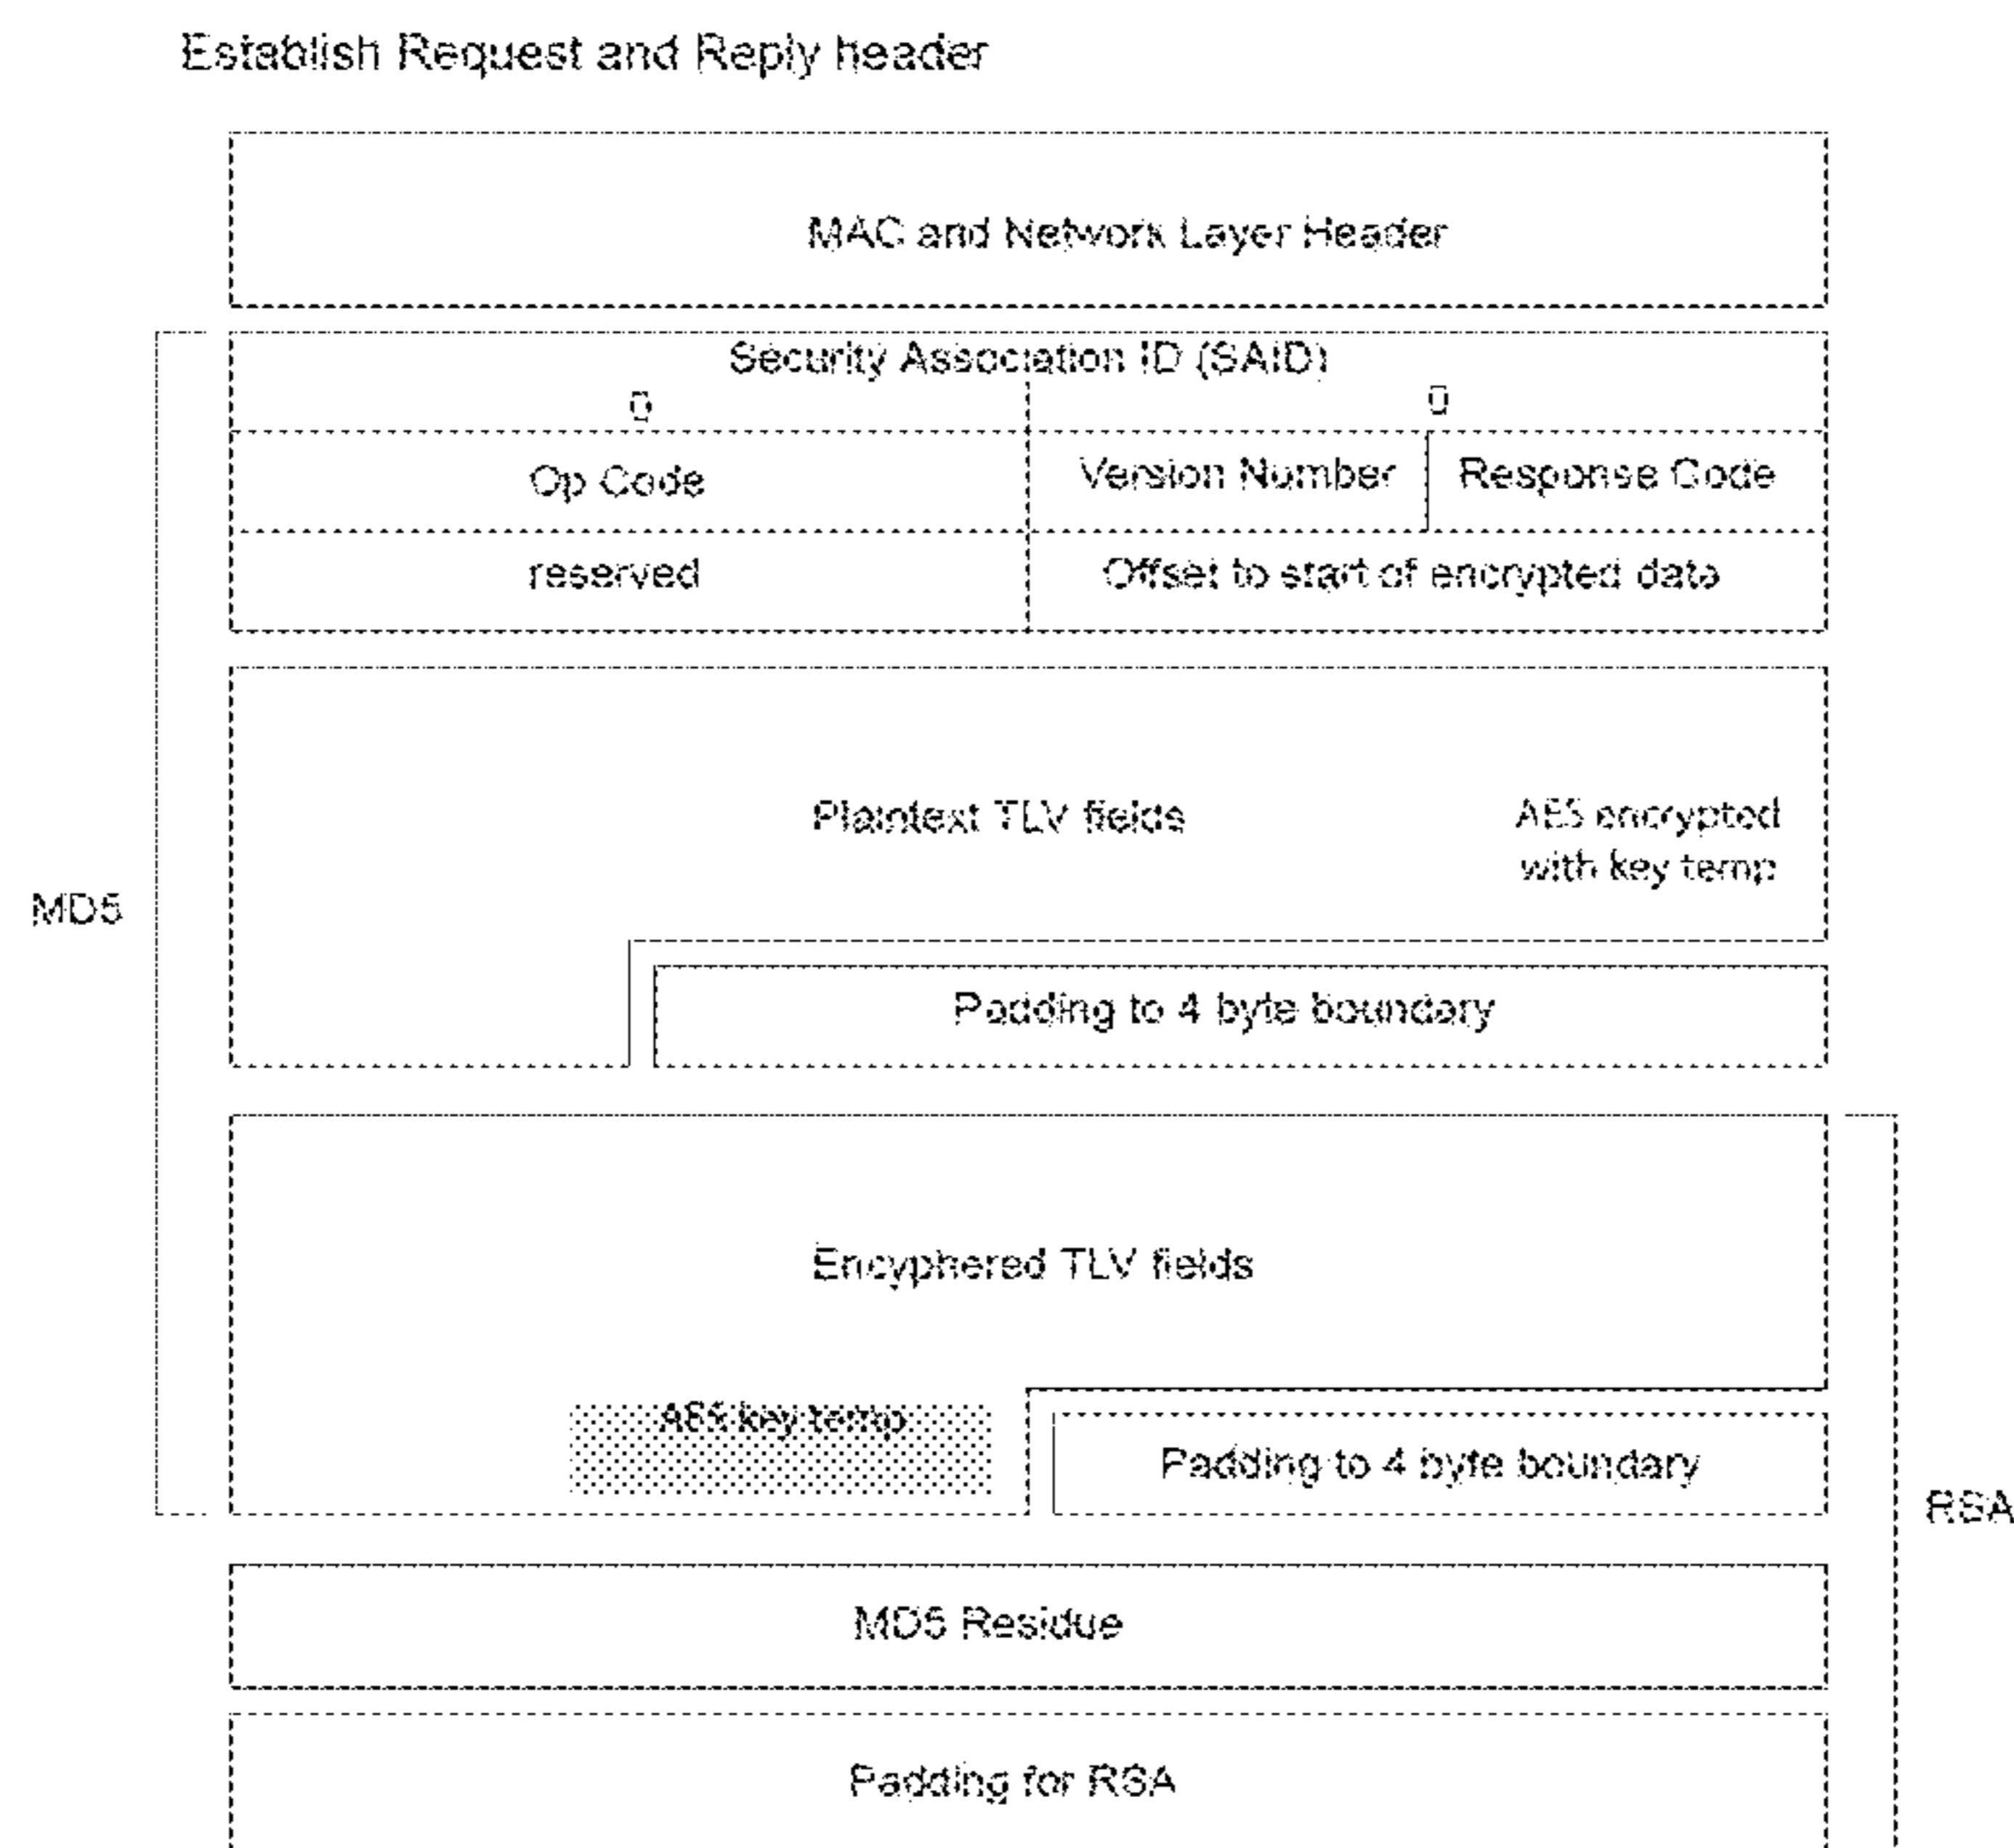 Establish Request and Reply header
MAC and Network Layer Header
Security Association ID (SAID)
0 0
Op Code Version Number Response Code
reserved Offset to start of encrypted data
Plaintext TLV fields
AES encrypted
with key temp
MD5
Padding to 4 byte boundary
Encyphered TLV fields
AES key temp
Padding to 4 byte boundary
RSA
MD5 Residue
Padding for RSA